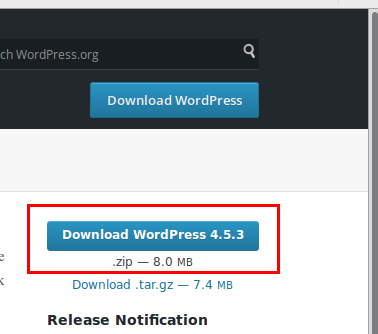 ch WordPress.org
Download WordPress
Download WordPress 4.5.3
.zip — 8.0 MB
Download .tar.gz — 7.4 MB
Release Notification